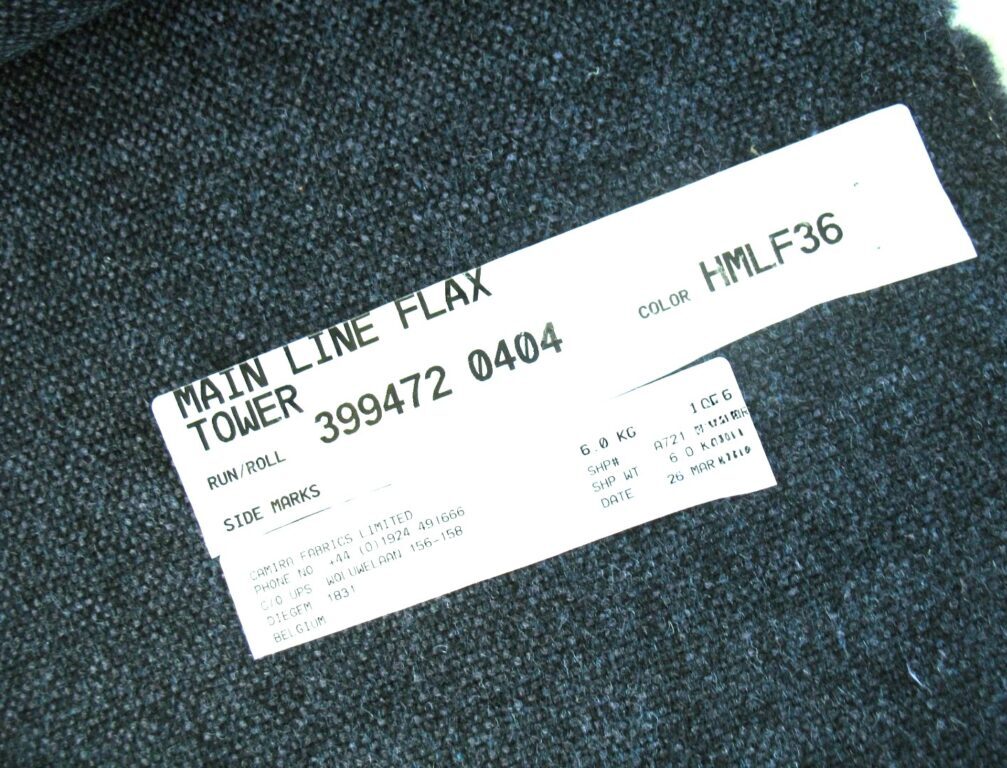 MAIN LINE FLAX
TOWER
RUN/ROLL 399472 0404
COLOR HMLF36
SIDE MARKS
CAMIRA FABRICS LIMITED
PHONE NO +44 (0)1924 491666
C/O UPS WOLUWELAAN 156-158
DIEGEM 1831
BELGIUM
6.0 KG 1 OF 6
SHP# A721
SHP WT 6.0 KG
DATE 26 MAR